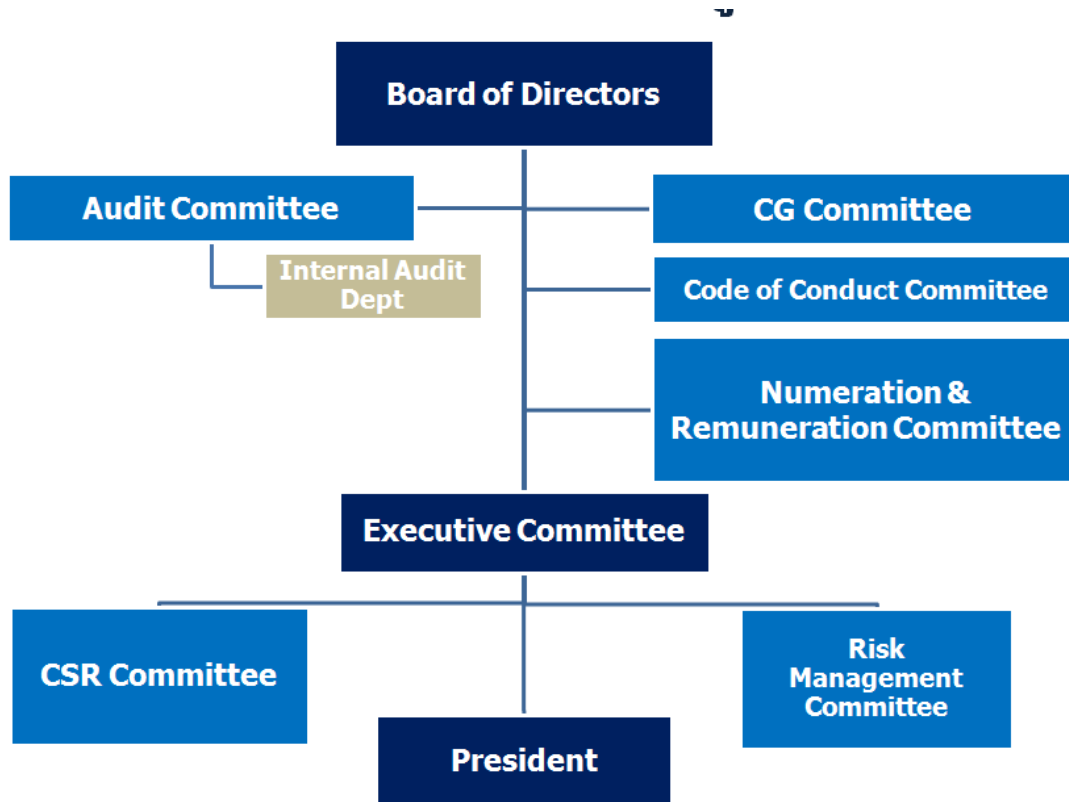 Board of Directors
Audit Committee
CG Committee
Internal Audit
Dept
Code of Conduct Committee
Numeration &
Remuneration Committee
Executive Committee
CSR Committee
Risk
Management
Committee
President